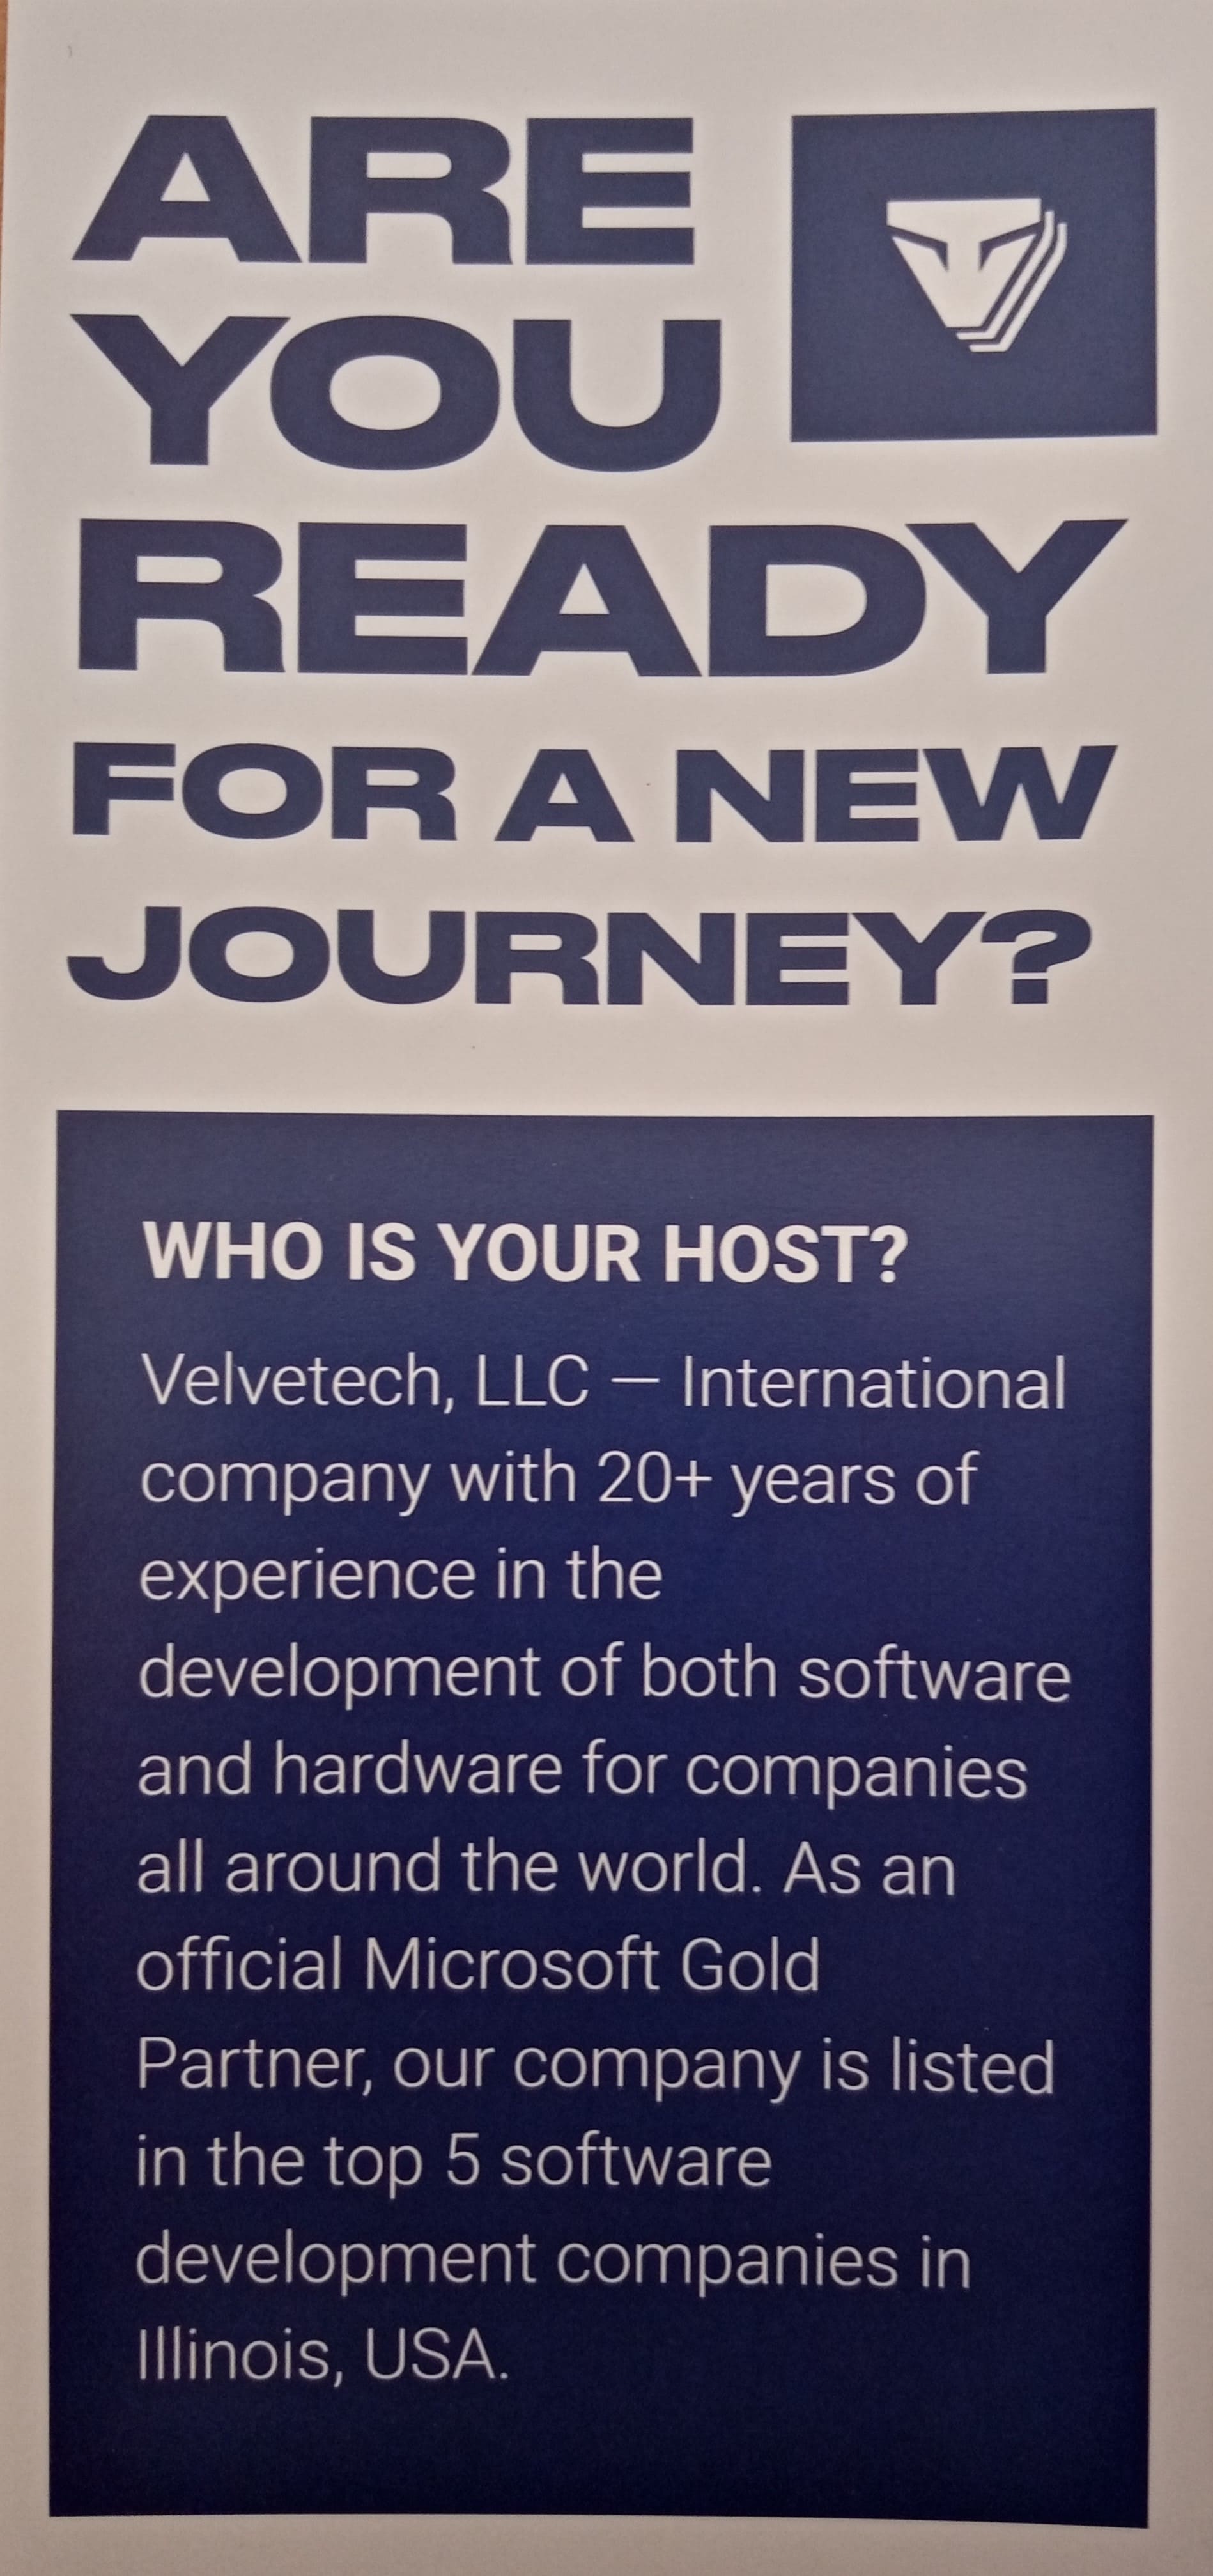 ARE
YOU
READY
FOR A NEW
JOURNEY?
WHO IS YOUR HOST?
Velvetech, LLC — International
company with 20+ years of
experience in the
development of both software
and hardware for companies
all around the world. As an
official Microsoft Gold
Partner, our company is listed
in the top 5 software
development companies in
Illinois, USA.